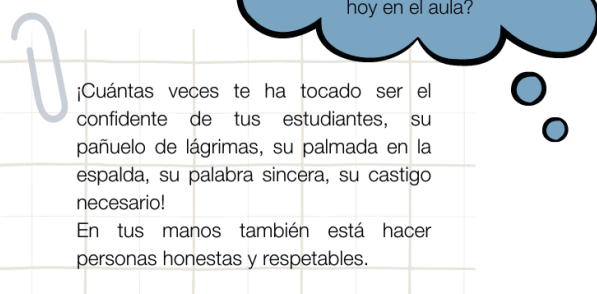 hoy en el aula?
¡Cuántas veces te ha tocado ser el
confidente de tus estudiantes, su
pañuelo de lágrimas, su palmada en la
espalda, su palabra sincera, su castigo
necesario!
En tus manos también está hacer
personas honestas y respetables.